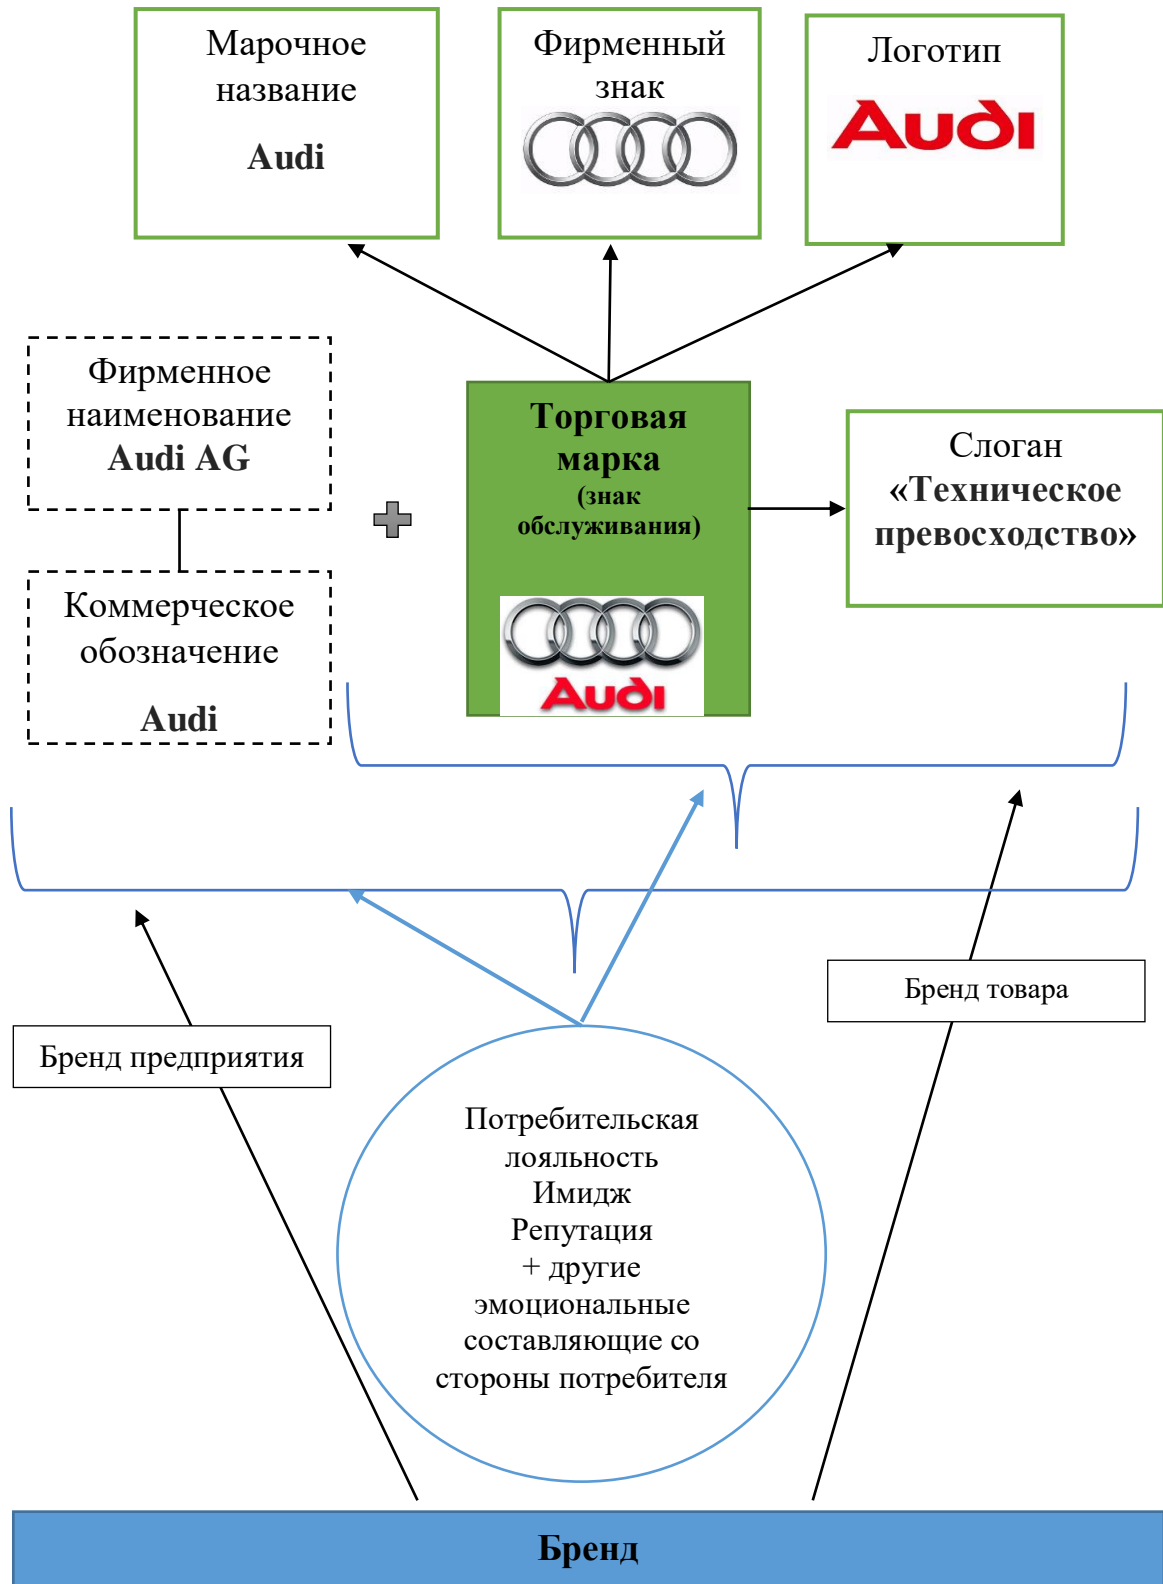 Марочное
название
Audi
Фирменный
знак
Логотип
Audi
Фирменное
наименование
Audi AG
Торговая
марка
(знак
обслуживания)
Audi
Слоган
«Техническое
превосходство»
Коммерческое
обозначение
Audi
Бренд товара
Бренд предприятия
Потребительская
лояльность
Имидж
Репутация
+ другие
эмоциональные
составляющие со
стороны потребителя
Бренд